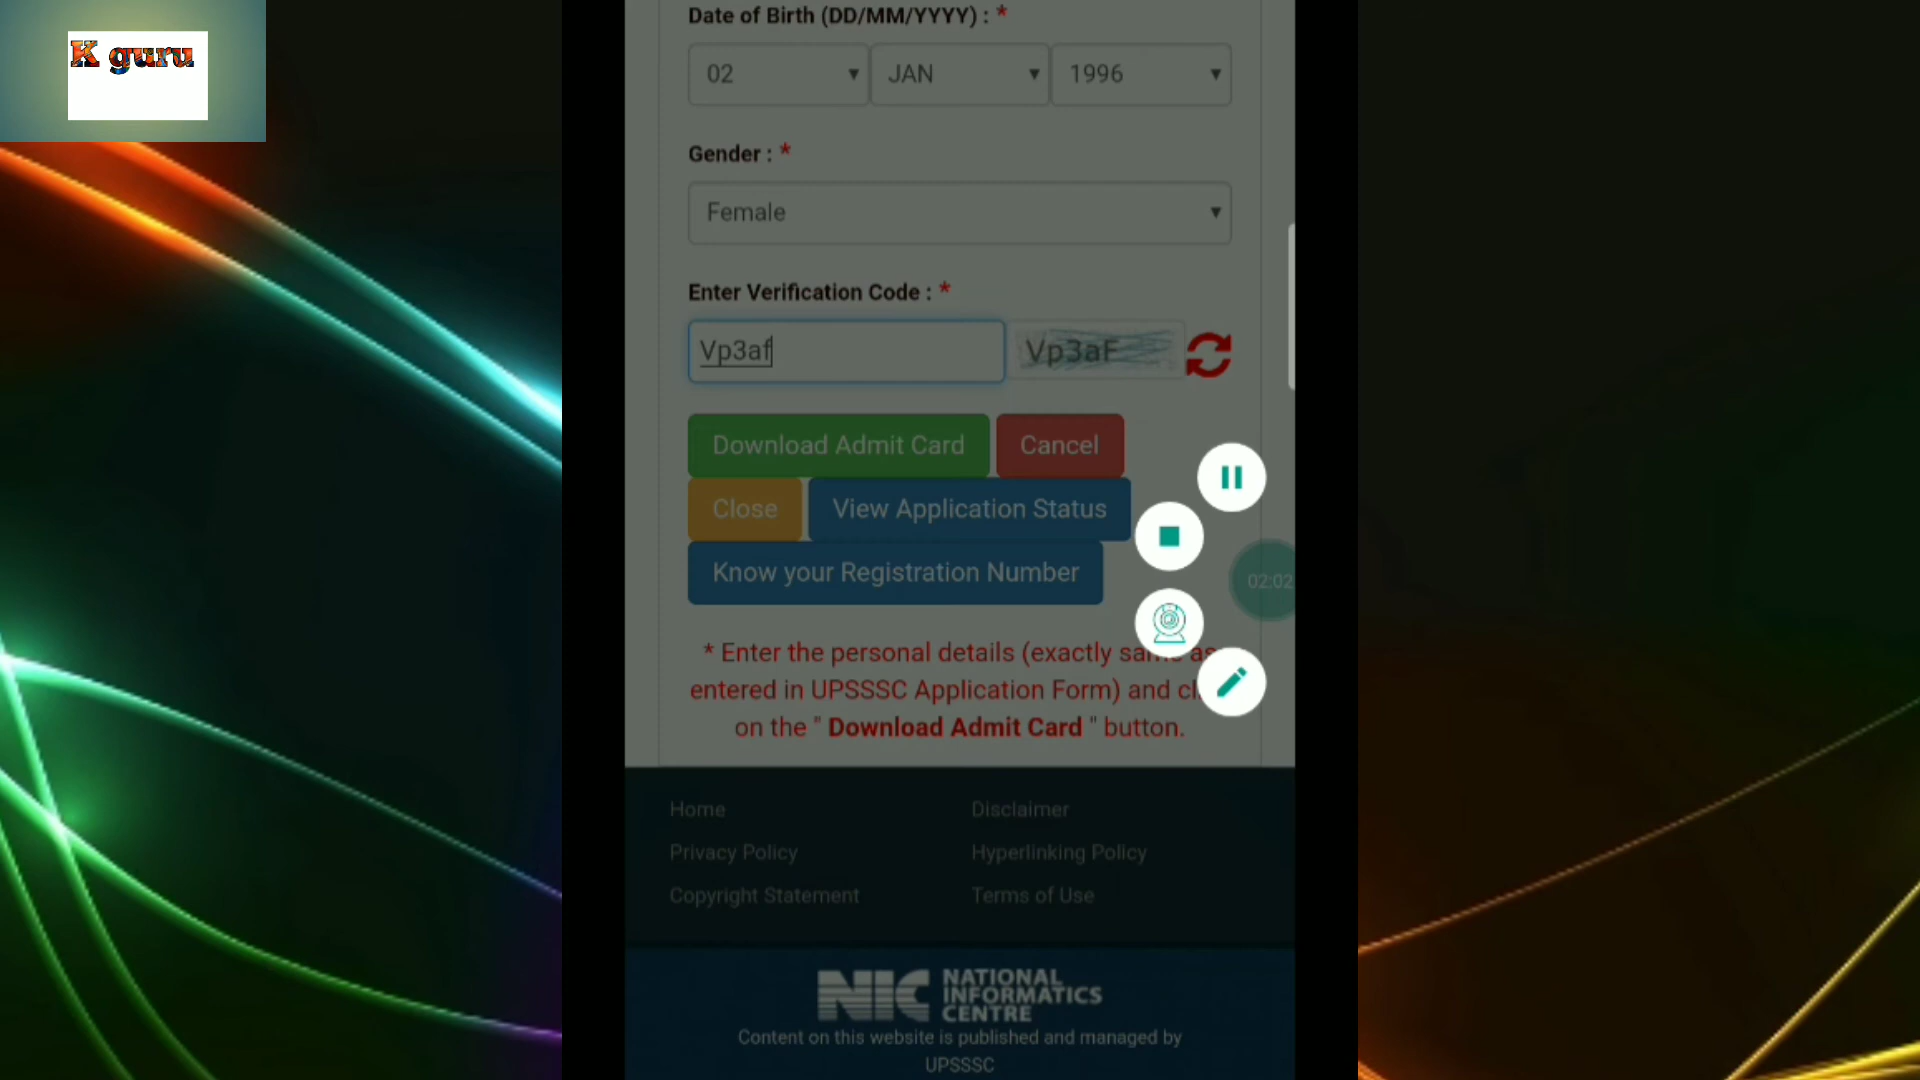 K guru
Date of Birth (DD/MM/YYYY) : *
02 JAN 1996
Gender : *
Female
Enter Verification Code : *
Vp3af Vp3aF
Download Admit Card Cancel
Close View Application Status
Know your Registration Number
02:02
* Enter the personal details (exactly same as
entered in UPSSSC Application Form) and
on the " Download Admit Card " button.
Home Disclaimer
Privacy Policy Hyperlinking Policy
Copyright Statement Terms of Use
NIC NATIONAL
INFORMATICS
CENTRE
Content on this website is published and managed by
UPSSSC